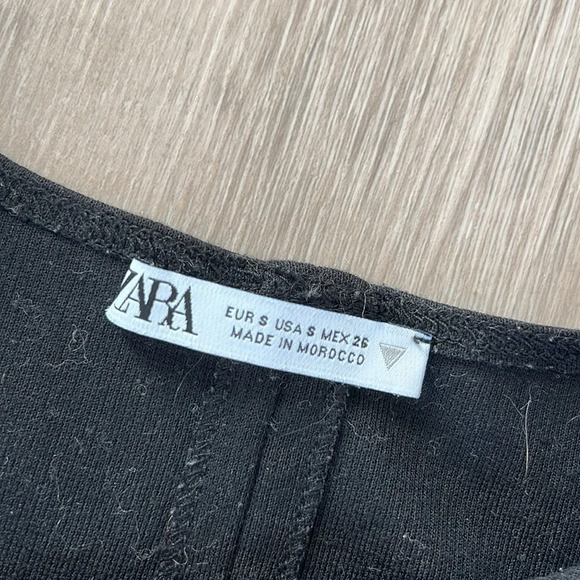 ZARA
EUR S USA S MEX 26
MADE IN MOROCCO